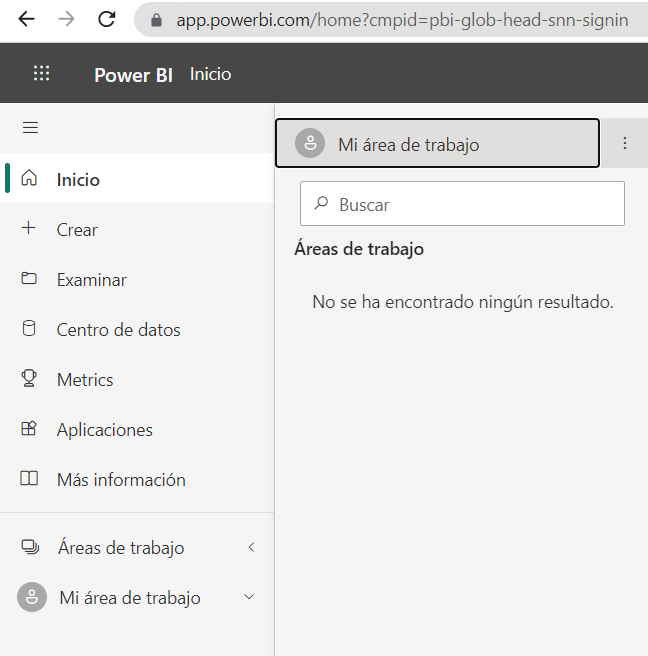 app.powerbi.com/home?cmpid=pbi-glob-head-snn-signin
Power BI Inicio
Inicio
Crear
Examinar
Centro de datos
Metrics
Aplicaciones
Más información
Áreas de trabajo
Mi área de trabajo
Mi área de trabajo
Buscar
Áreas de trabajo
No se ha encontrado ningún resultado.